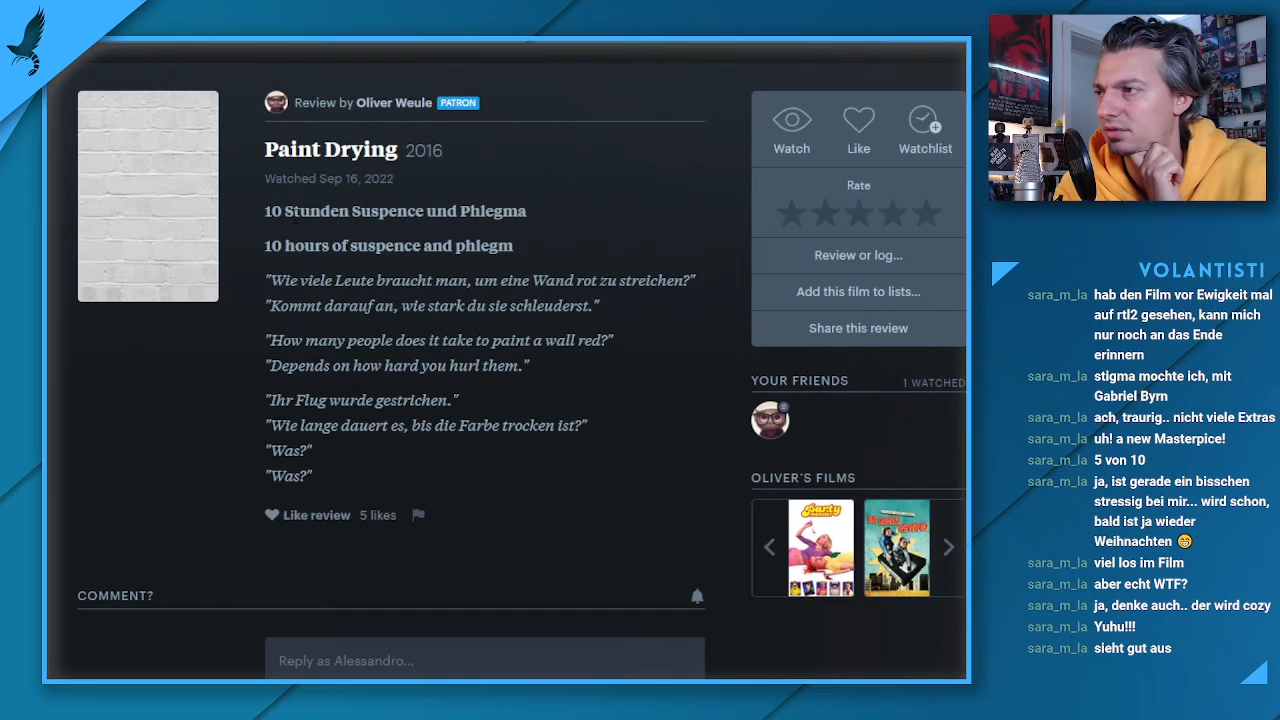 Review by Oliver Weule PATRON
Paint Drying 2016
Watched Sep 16, 2022
10 Stunden Suspence und Phlegma
10 hours of suspence and phlegm
"Wie viele Leute braucht man, um eine Wand rot zu streichen?"
"Kommt darauf an, wie stark du sie schleuderst."
"How many people does it take to paint a wall red?"
"Depends on how hard you hurl them."
"Ihr Flug wurde gestrichen."
"Wie lange dauert es, bis die Farbe trocken ist?"
"Was?"
"Was?"
Like review 5 likes
COMMENT?
Reply as Alessandro...
Watch Like Watchlist
Rate
Review or log...
Add this film to lists...
Share this review
YOUR FRIENDS 1 WATCHED
OLIVER'S FILMS
party
monster
BE KIND
REWIND
VOLANTISTI
sara_m_la hab den Film vor Ewigkeit mal
auf rtl2 gesehen, kann mich
nur noch an das Ende
erinnern
sara_m_la stigma mochte ich, mit
Gabriel Byrn
sara_m_la ach, traurig.. nicht viele Extras
sara_m_la uh! a new Masterpice!
sara_m_la 5 von 10
sara_m_la ja, ist gerade ein bisschen
stressig bei mir... wird schon,
bald ist ja wieder
Weihnachten 😁
sara_m_la viel los im Film
sara_m_la aber echt WTF?
sara_m_la ja, denke auch.. der wird cozy
sara_m_la Yuhu!!!
sara_m_la sieht gut aus